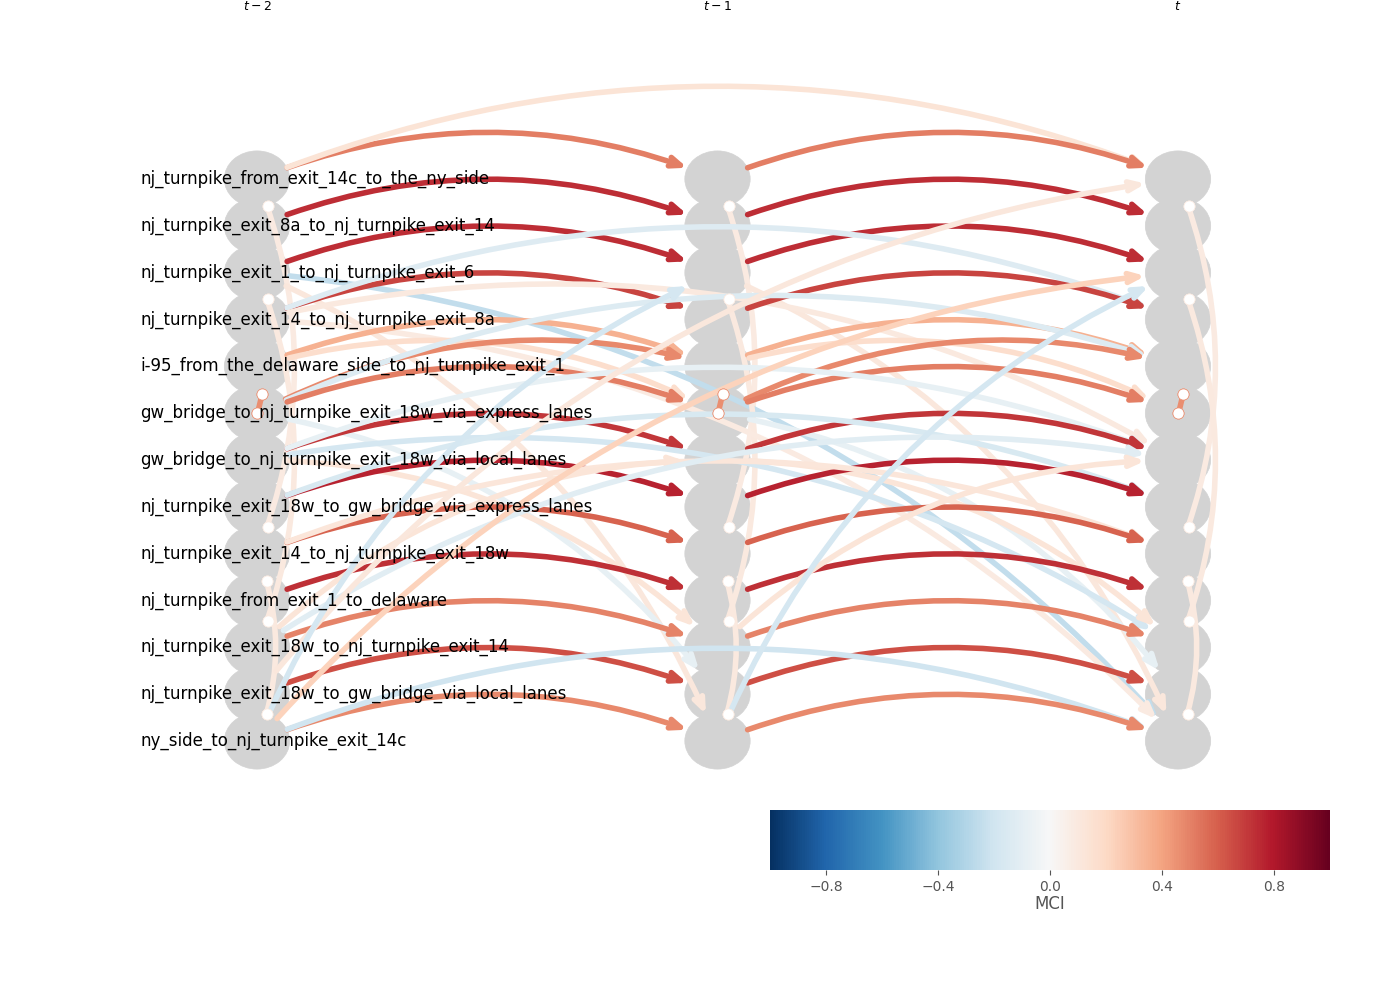 t − 2 t − 1 t
nj_turnpike_from_exit_14c_to_the_ny_side
nj_turnpike_exit_8a_to_nj_turnpike_exit_14
nj_turnpike_exit_1_to_nj_turnpike_exit_6
nj_turnpike_exit_14_to_nj_turnpike_exit_8a
i-95_from_the_delaware_side_to_nj_turnpike_exit_1
gw_bridge_to_nj_turnpike_exit_18w_via_express_lanes
gw_bridge_to_nj_turnpike_exit_18w_via_local_lanes
nj_turnpike_exit_18w_to_gw_bridge_via_express_lanes
nj_turnpike_exit_14_to_nj_turnpike_exit_18w
nj_turnpike_from_exit_1_to_delaware
nj_turnpike_exit_18w_to_nj_turnpike_exit_14
nj_turnpike_exit_18w_to_gw_bridge_via_local_lanes
ny_side_to_nj_turnpike_exit_14c
−0.8 −0.4 0.0 0.4 0.8
MCI